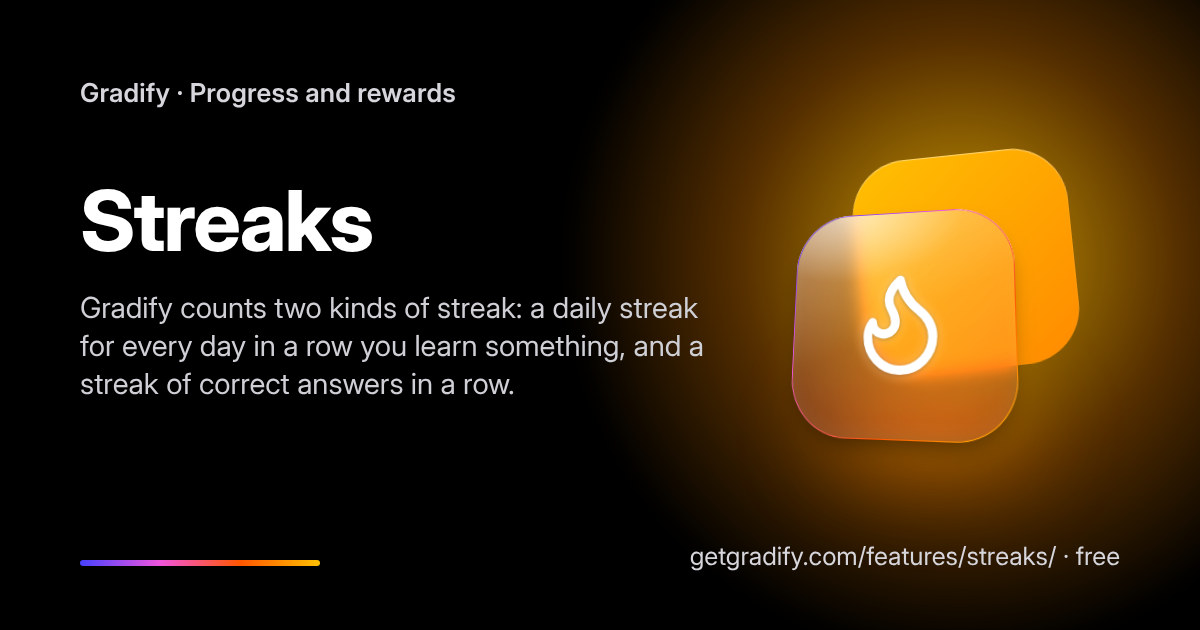 Gradify · Progress and rewards
Streaks
Gradify counts two kinds of streak: a daily streak
for every day in a row you learn something, and a
streak of correct answers in a row.
getgradify.com/features/streaks/ · free